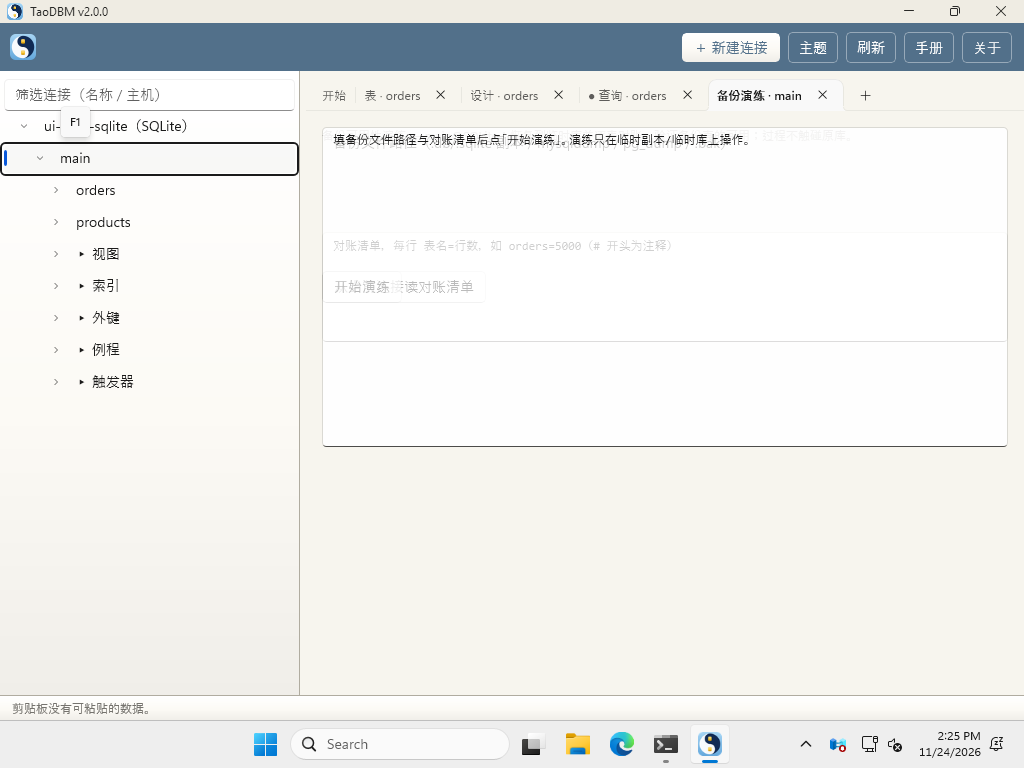 TaoDBM v2.0.0
+ 新建连接
主题
刷新
手册
关于
筛选连接（名称 / 主机）
F1
sqlite（SQLite）
main
orders
products
视图
索引
外键
例程
触发器
开始
表 · orders
设计 · orders
● 查询 · orders
备份演练 · main
填备份文件路径与对账清单后点「开始演练」。演练只在临时副本/临时库上操作。
对账清单, 每行 表名=行数, 如 orders=5000（# 开头为注释）
开始演练
读对账清单
剪贴板没有可粘贴的数据。
Search
2:25 PM
11/24/2026